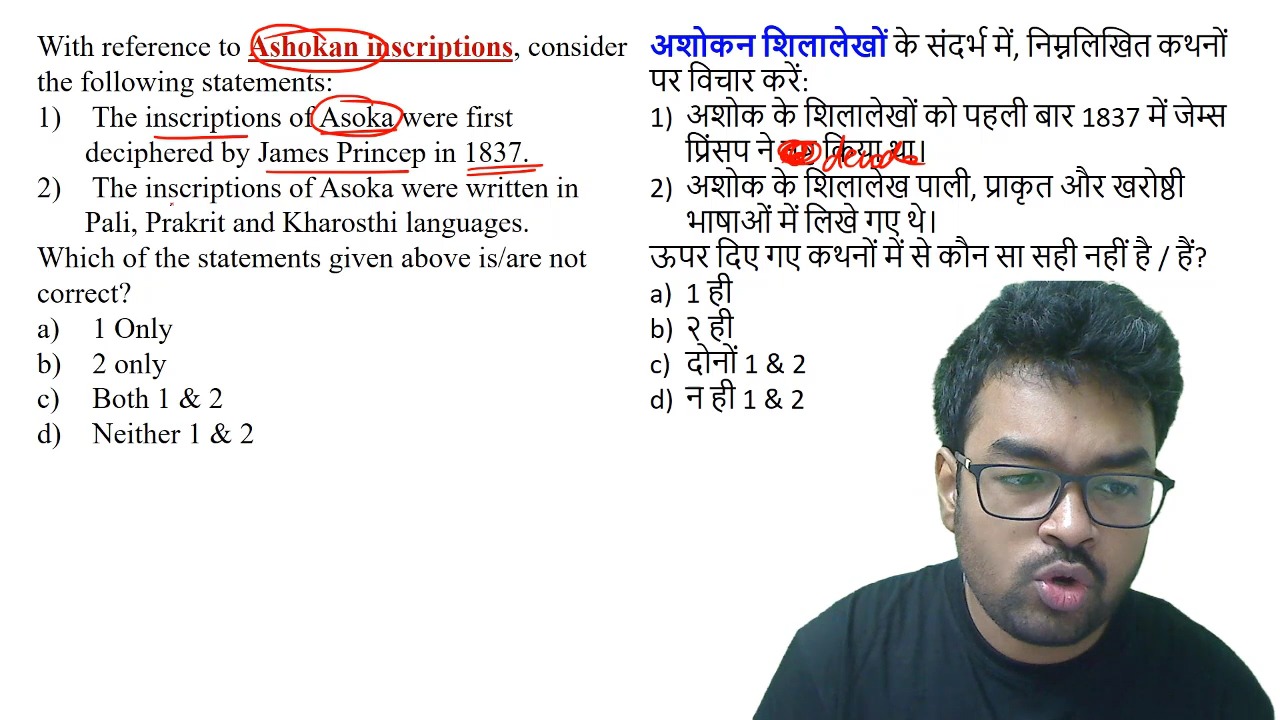 With reference to Ashokan inscriptions, consider
the following statements:
1) The inscriptions of Asoka were first
deciphered by James Princep in 1837.
2) The inscriptions of Asoka were written in
Pali, Prakrit and Kharosthi languages.
Which of the statements given above is/are not
correct?
a) 1 Only
b) 2 only
c) Both 1 & 2
d) Neither 1 & 2
अशोकन शिलालेखों के संदर्भ में, निम्नलिखित कथनों
पर विचार करें:
1) अशोक के शिलालेखों को पहली बार 1837 में जेम्स
प्रिंसप ने किया था।
2) अशोक के शिलालेख पाली, प्राकृत और खरोष्ठी
भाषाओं में लिखे गए थे।
ऊपर दिए गए कथनों में से कौन सा सही नहीं है / हैं?
a) 1 ही
b) २ ही
c) दोनों 1 & 2
d) न ही 1 & 2